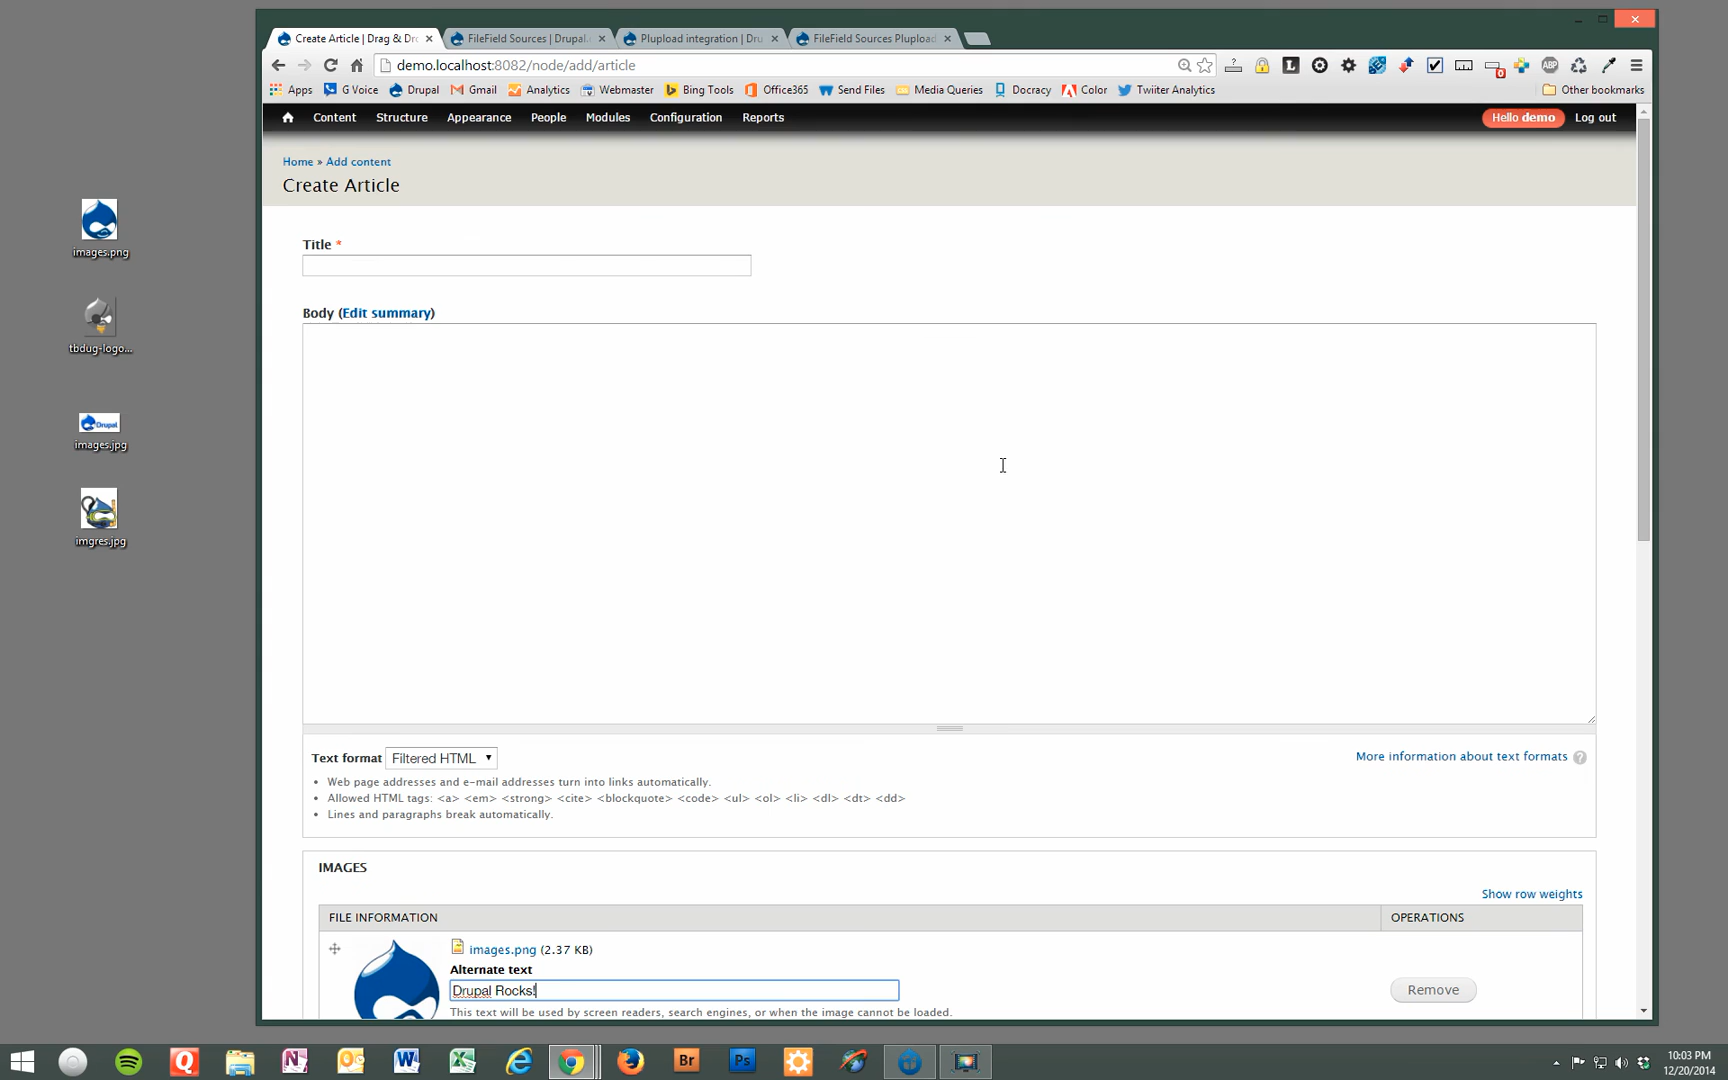 Create Article | Drag & Dr
FileField Sources | Drupal.
Plupload integration | Dru
FileField Sources Plupload
demo.localhost:8082/node/add/article
Apps
G Voice
Drupal
Gmail
Analytics
Webmaster
Bing Tools
Office365
Send Files
Media Queries
Docracy
Color
Twiiter Analytics
Other bookmarks
Content
Structure
Appearance
People
Modules
Configuration
Reports
Hello demo
Log out
Home » Add content
Create Article
images.png
tbdug-logo...
images.jpg
imgres.jpg
Title *
Body (Edit summary)
Text format Filtered HTML
More information about text formats ?
• Web page addresses and e-mail addresses turn into links automatically.
• Allowed HTML tags: <a> <em> <strong> <cite> <blockquote> <code> <ul> <ol> <li> <dl> <dt> <dd>
• Lines and paragraphs break automatically.
IMAGES
Show row weights
FILE INFORMATION
OPERATIONS
images.png (2.37 KB)
Alternate text
Drupal Rocks!
Remove
This text will be used by screen readers, search engines, or when the image cannot be loaded.
10:03 PM
12/20/2014